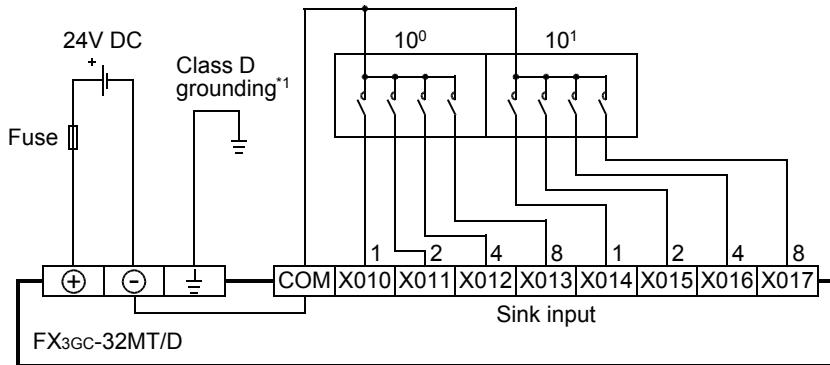 24V DC
+
Class D
grounding*1
Fuse
10⁰ 10¹
1 2 4 8 1 2 4 8
+ - COM X010 X011 X012 X013 X014 X015 X016 X017
Sink input
FX3GC-32MT/D